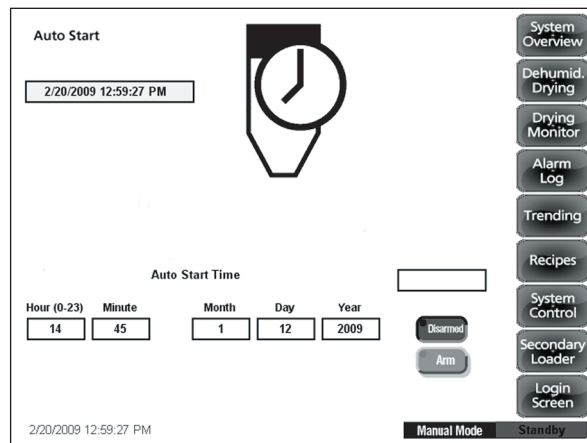 Auto Start
2/20/2009 12:59:27 PM
Auto Start Time
Hour (0-23) Minute Month Day Year
14 45 1 12 2009
Disarmed
Arm
2/20/2009 12:59:27 PM
Manual Mode Standby
System
Overview
Dehumid.
Drying
Drying
Monitor
Alarm
Log
Trending
Recipes
System
Control
Secondary
Loader
Login
Screen